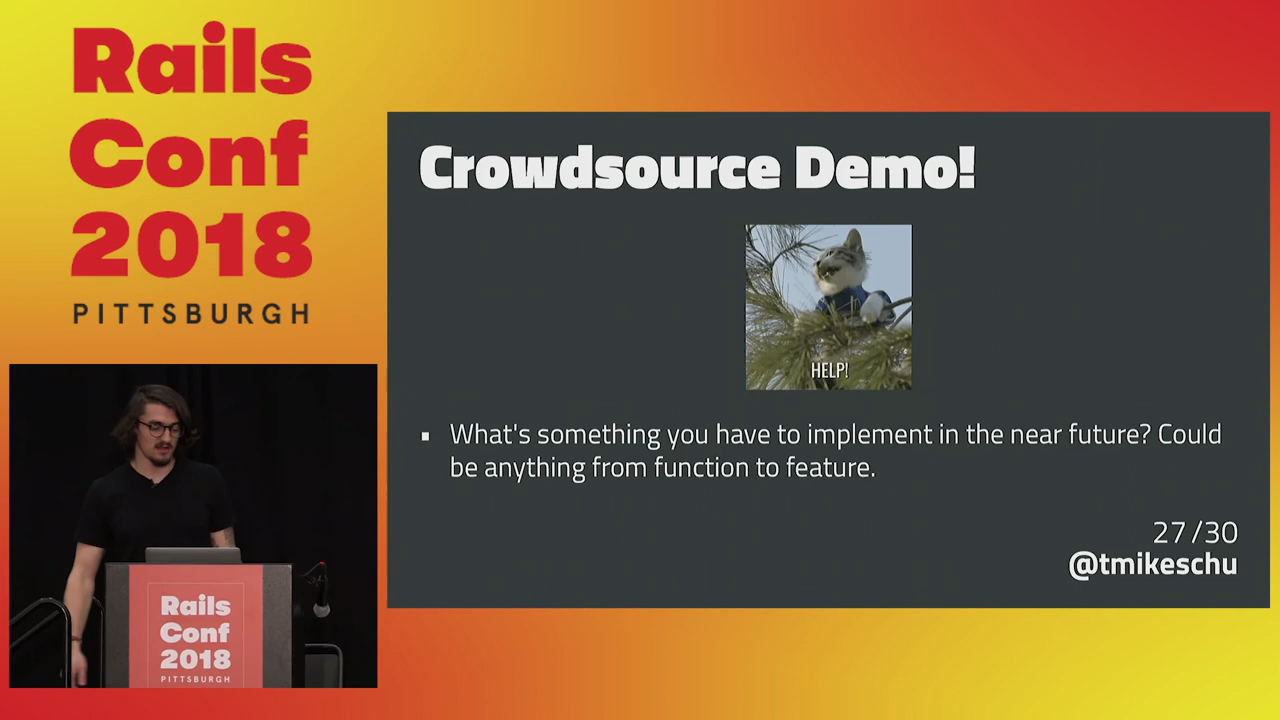 Rails
Conf
2018
PITTSBURGH
Crowdsource Demo!
HELP!
▪ What's something you have to implement in the near future? Could
be anything from function to feature.
27/30
@tmikeschu
Rails
Conf
2018
PITTSBURGH